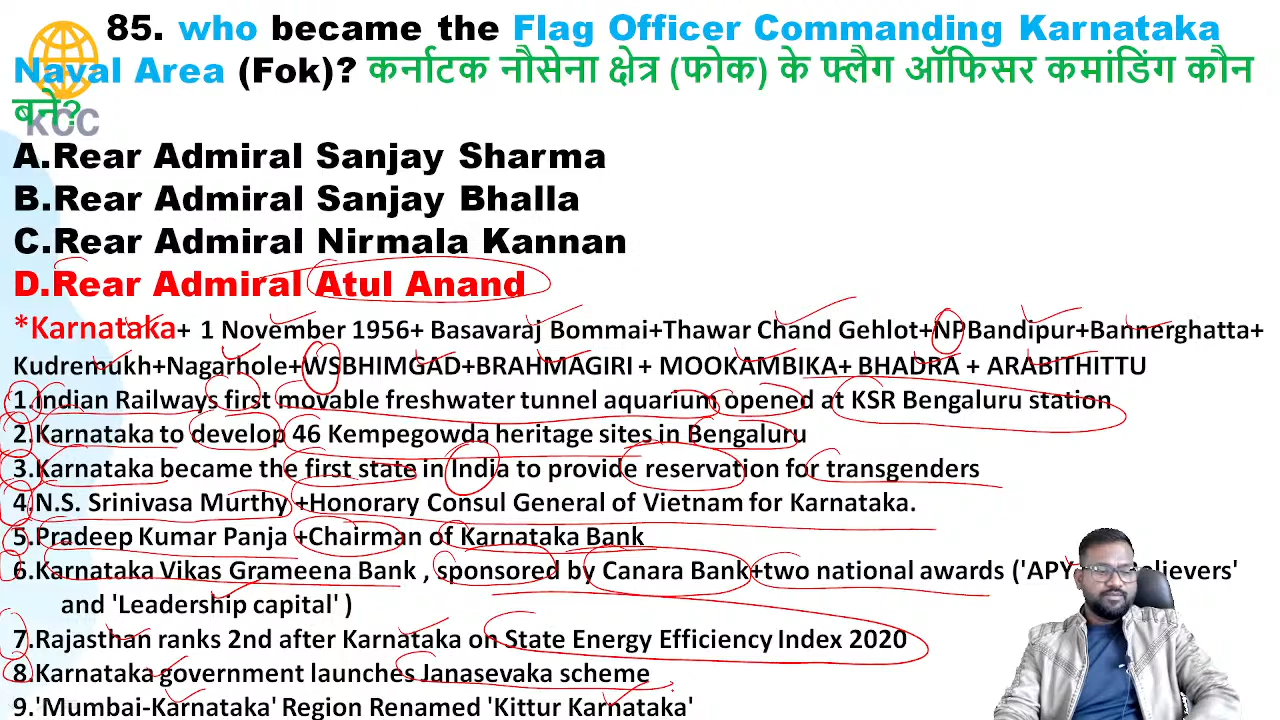 85. who became the Flag Officer Commanding Karnataka
Naval Area (Fok)? कर्नाटक नौसेना क्षेत्र (फोक) के फ्लैग ऑफिसर कमांडिंग कौन
बने?
KCC
A.Rear Admiral Sanjay Sharma
B.Rear Admiral Sanjay Bhalla
C.Rear Admiral Nirmala Kannan
D.Rear Admiral Atul Anand
*Karnataka+ 1 November 1956+ Basavaraj Bommai+Thawar Chand Gehlot+NPBandipur+Bannerghatta+
Kudremukh+Nagarhole+WSBHIMGAD+BRAHMAGIRI + MOOKAMBIKA+ BHADRA + ARABITHITTU
1.Indian Railways first movable freshwater tunnel aquarium opened at KSR Bengaluru station
2.Karnataka to develop 46 Kempegowda heritage sites in Bengaluru
3.Karnataka became the first state in India to provide reservation for transgenders
4.N.S. Srinivasa Murthy +Honorary Consul General of Vietnam for Karnataka.
5.Pradeep Kumar Panja +Chairman of Karnataka Bank
6.Karnataka Vikas Grameena Bank , sponsored by Canara Bank+two national awards ('APY
and 'Leadership capital' )
7.Rajasthan ranks 2nd after Karnataka on State Energy Efficiency Index 2020
8.Karnataka government launches Janasevaka scheme
9.'Mumbai-Karnataka' Region Renamed 'Kittur Karnataka'